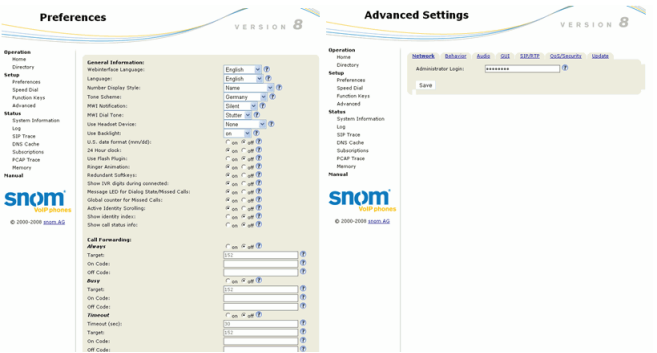 Preferences
VERSION 8
Operation
Home
Directory
Setup
Preferences
Speed Dial
Function Keys
Advanced
Status
System Information
Log
SIP Trace
DNS Cache
Subscriptions
PCAP Trace
Memory
Manual
snom
VoIP phones
© 2000-2008 snom AG
General Information:
Webinterface Language: English
Language: English
Number Display Style: Name
Tone Scheme: Germany
MWI Notification: Silent
MWI Dial Tone: Stutter
Use Headset Device: None
Use Backlight: on
U.S. date format (mm/dd): on off
24 Hour clock: on off
Use Flash Plugin: on off
Ringer Animation: on off
Redundant Softkeys: on off
Show IVR digits during connected: on off
Message LED for Dialog State/Missed Calls: on off
Global counter for Missed Calls: on off
Active Identity Scrolling: on off
Show identity index: on off
Show call status info: on off
Call Forwarding:
Always on off
Target: 152
On Code:
Off Code:
Busy on off
Target: 152
On Code:
Off Code:
Timeout on off
Timeout (sec): 30
Target: 152
On Code:
Off Code:
Advanced Settings
VERSION 8
Operation
Home
Directory
Setup
Preferences
Speed Dial
Function Keys
Advanced
Status
System Information
Log
SIP Trace
DNS Cache
Subscriptions
PCAP Trace
Memory
Manual
snom
VoIP phones
© 2000-2008 snom AG
Network Behavior Audio GUI SIP/RTP QoS/Security Update
Administrator Login: ********
Save